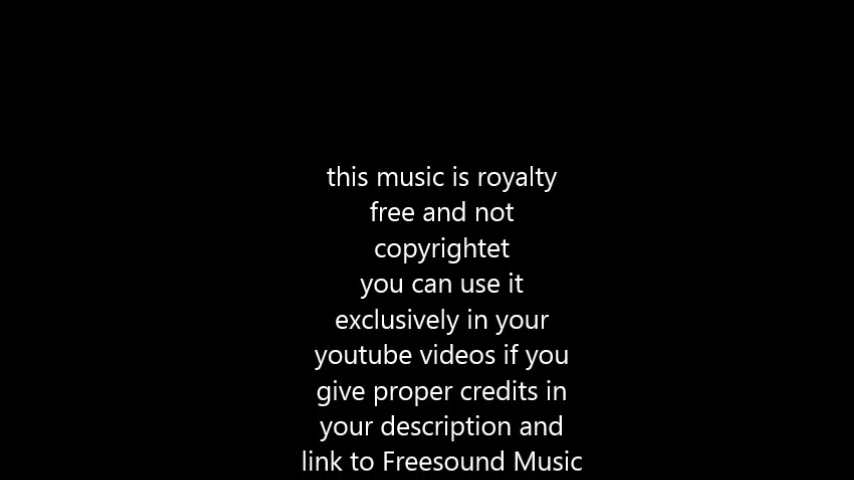 this music is royalty
free and not
copyrightet
you can use it
exclusively in your
youtube videos if you
give proper credits in
your description and
link to Freesound Music